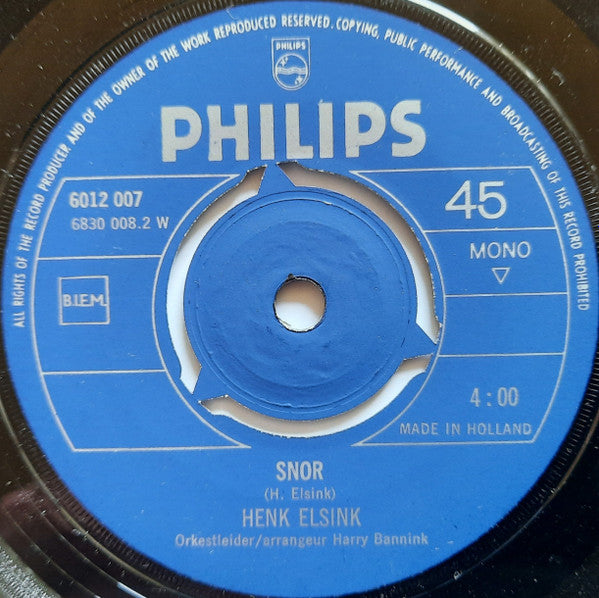 ALL RIGHTS OF THE RECORD PRODUCER AND OF THE OWNER OF THE WORK REPRODUCED RESERVED. COPYING, PUBLIC PERFORMANCE AND BROADCASTING OF THIS RECORD PROHIBITED
PHILIPS
PHILIPS
6012 007
6830 008.2 W
45
MONO
B.I.E.M.
4:00
MADE IN HOLLAND
SNOR
(H. Elsink)
HENK ELSINK
Orkestleider/arrangeur Harry Bannink